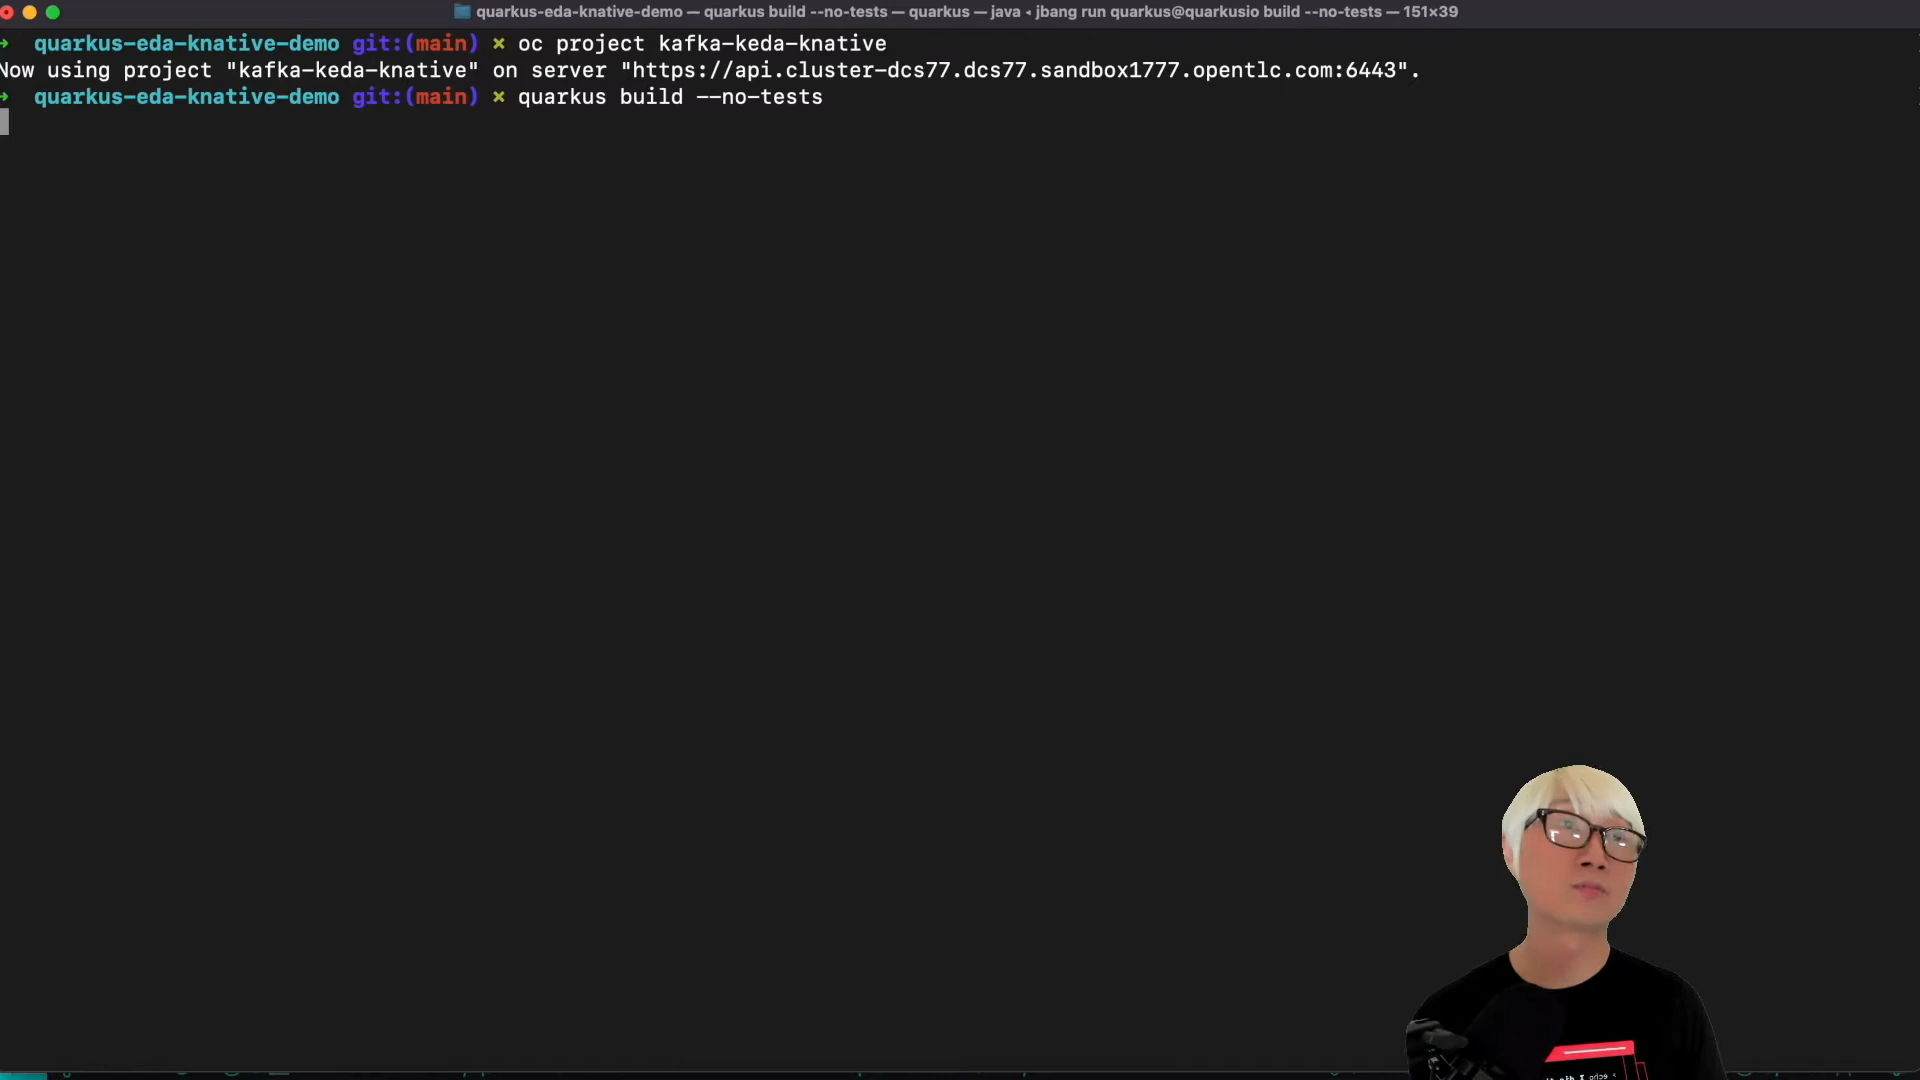 quarkus-eda-knative-demo — quarkus build --no-tests — quarkus — java ◂ jbang run quarkus@quarkusio build --no-tests — 151×39
➜ quarkus-eda-knative-demo git:(main) ✗ oc project kafka-keda-knative
Now using project "kafka-keda-knative" on server "https://api.cluster-dcs77.dcs77.sandbox1777.opentlc.com:6443".
➜ quarkus-eda-knative-demo git:(main) ✗ quarkus build --no-tests